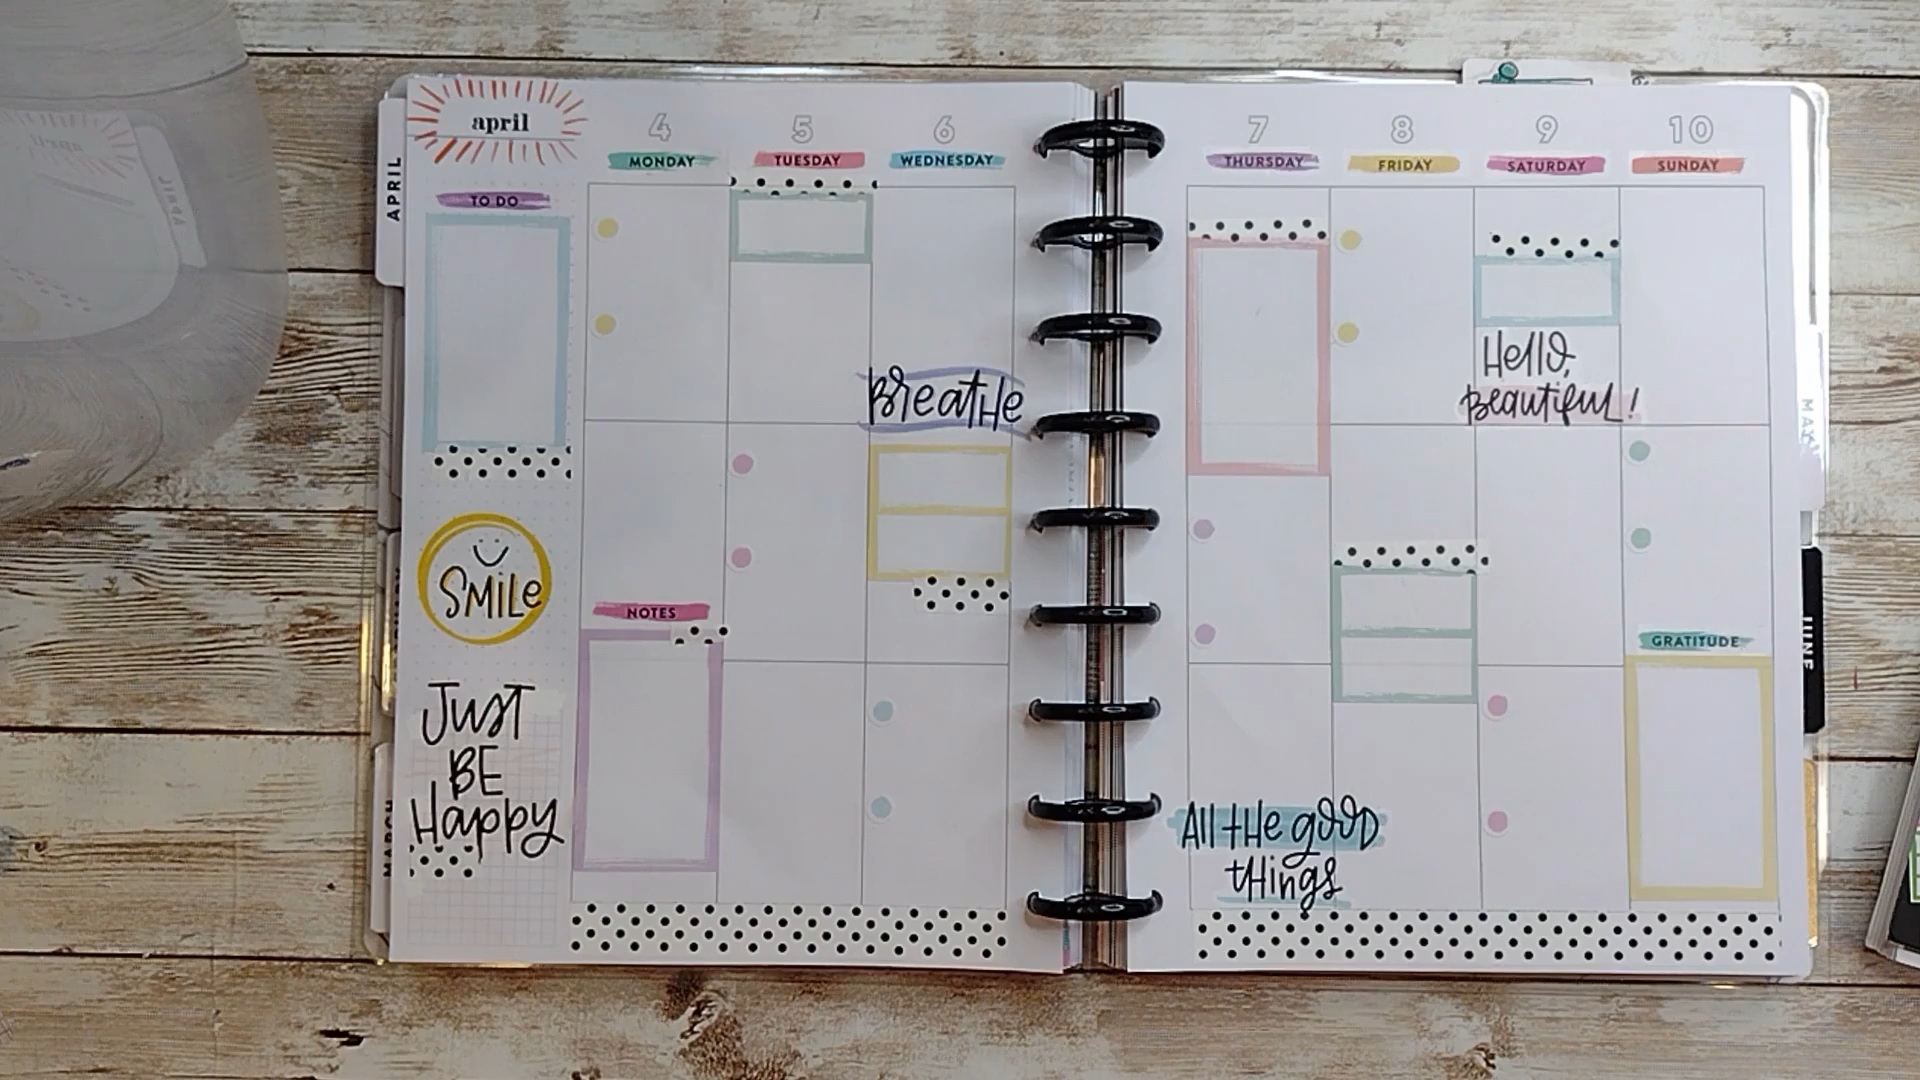 april
APRIL
4 5 6
MONDAY TUESDAY WEDNESDAY
TO DO
BreatHe
SMILe
NOTES
Just
BE
Happy
MARCH
7 8 9 10
THURSDAY FRIDAY SATURDAY SUNDAY
Hello,
Beautiful!
GRATITUDE
All tHe good
tHings
MAY
JUNE